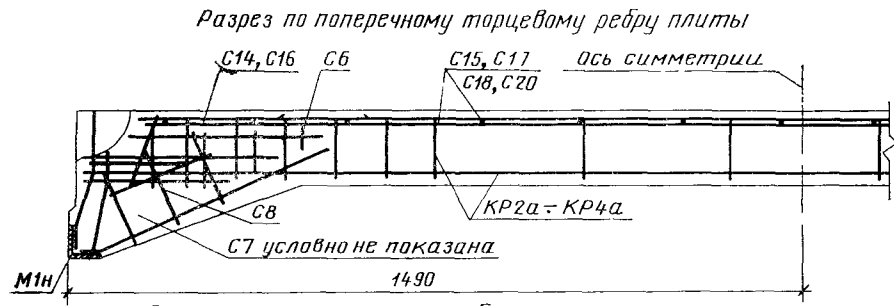 Разрез по поперечному торцевому ребру плиты
С14, С16
С6
С15, С17
С18, С20
Ось симметрии
КР2а ÷ КР4а
С8
С7 условно не показана
М1н
1490